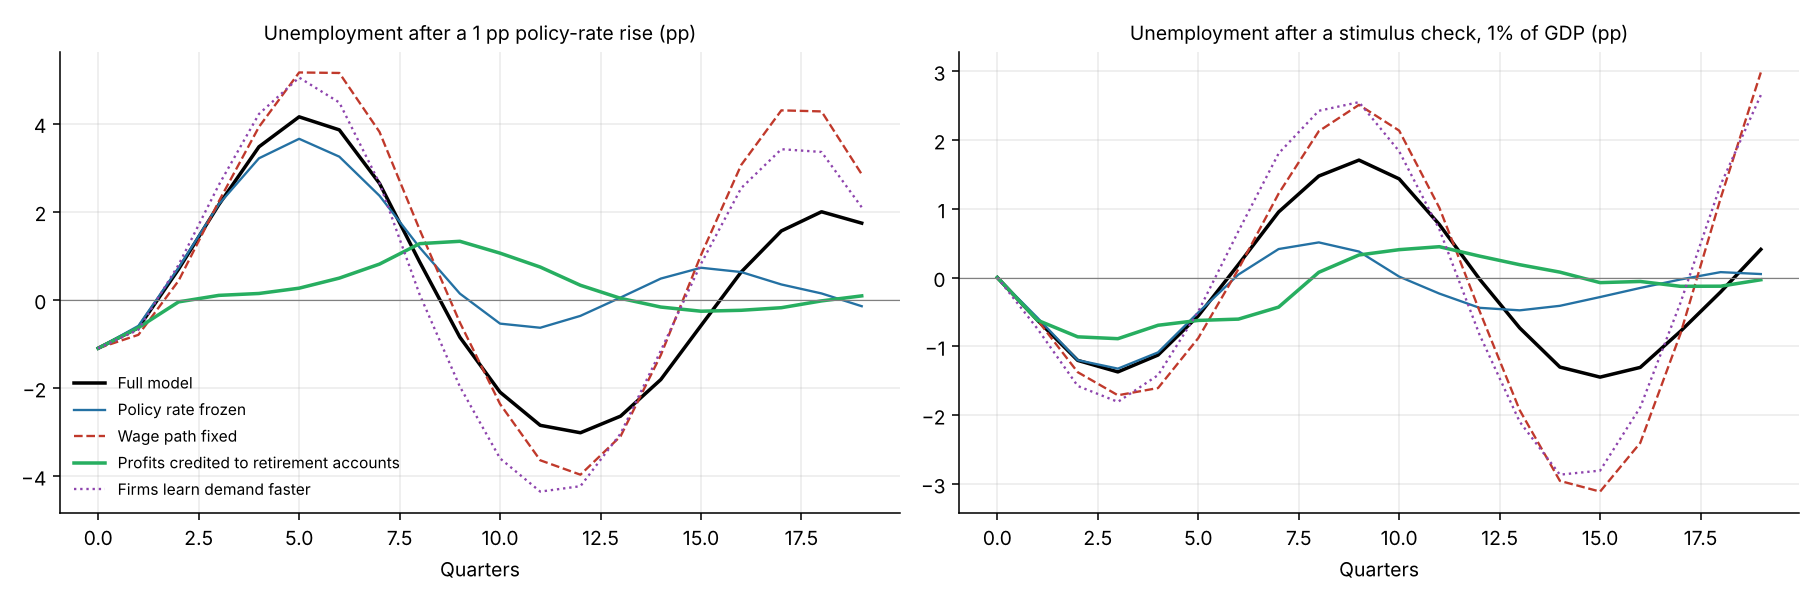 Unemployment after a 1 pp policy-rate rise (pp)
4
2
0
−2
−4
Full model
Policy rate frozen
Wage path fixed
Profits credited to retirement accounts
Firms learn demand faster
0.0 2.5 5.0 7.5 10.0 12.5 15.0 17.5
Quarters
Unemployment after a stimulus check, 1% of GDP (pp)
3
2
1
0
−1
−2
−3
0.0 2.5 5.0 7.5 10.0 12.5 15.0 17.5
Quarters